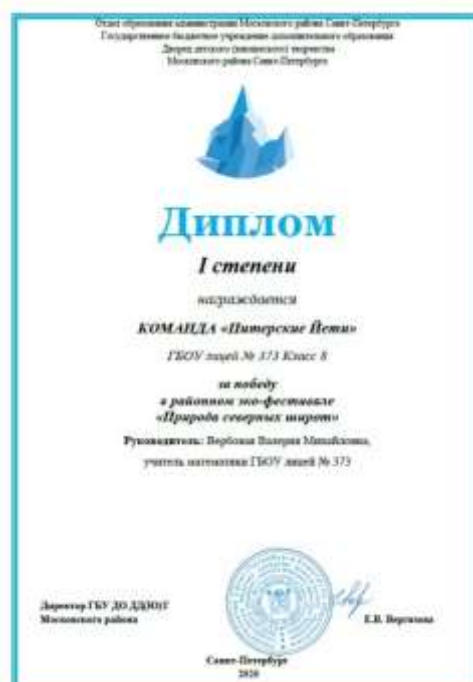 Отдел образования администрации Московского района Санкт-Петербурга
Государственное бюджетное учреждение дополнительного образования
Дворец детского (юношеского) творчества
Московского района Санкт-Петербурга
Диплом
I степени
награждается
КОМАНДА «Питерские Йети»
ГБОУ лицей № 373 Класс 8
за победу
в районном эко-фестивале
«Природа северных широт»
Руководитель: Валерия Михайловна,
учитель математики ГБОУ лицей № 373
Директор ГБУ ДО ДД(Ю)Т
Московского района
Е.В.
Санкт-Петербург
2020